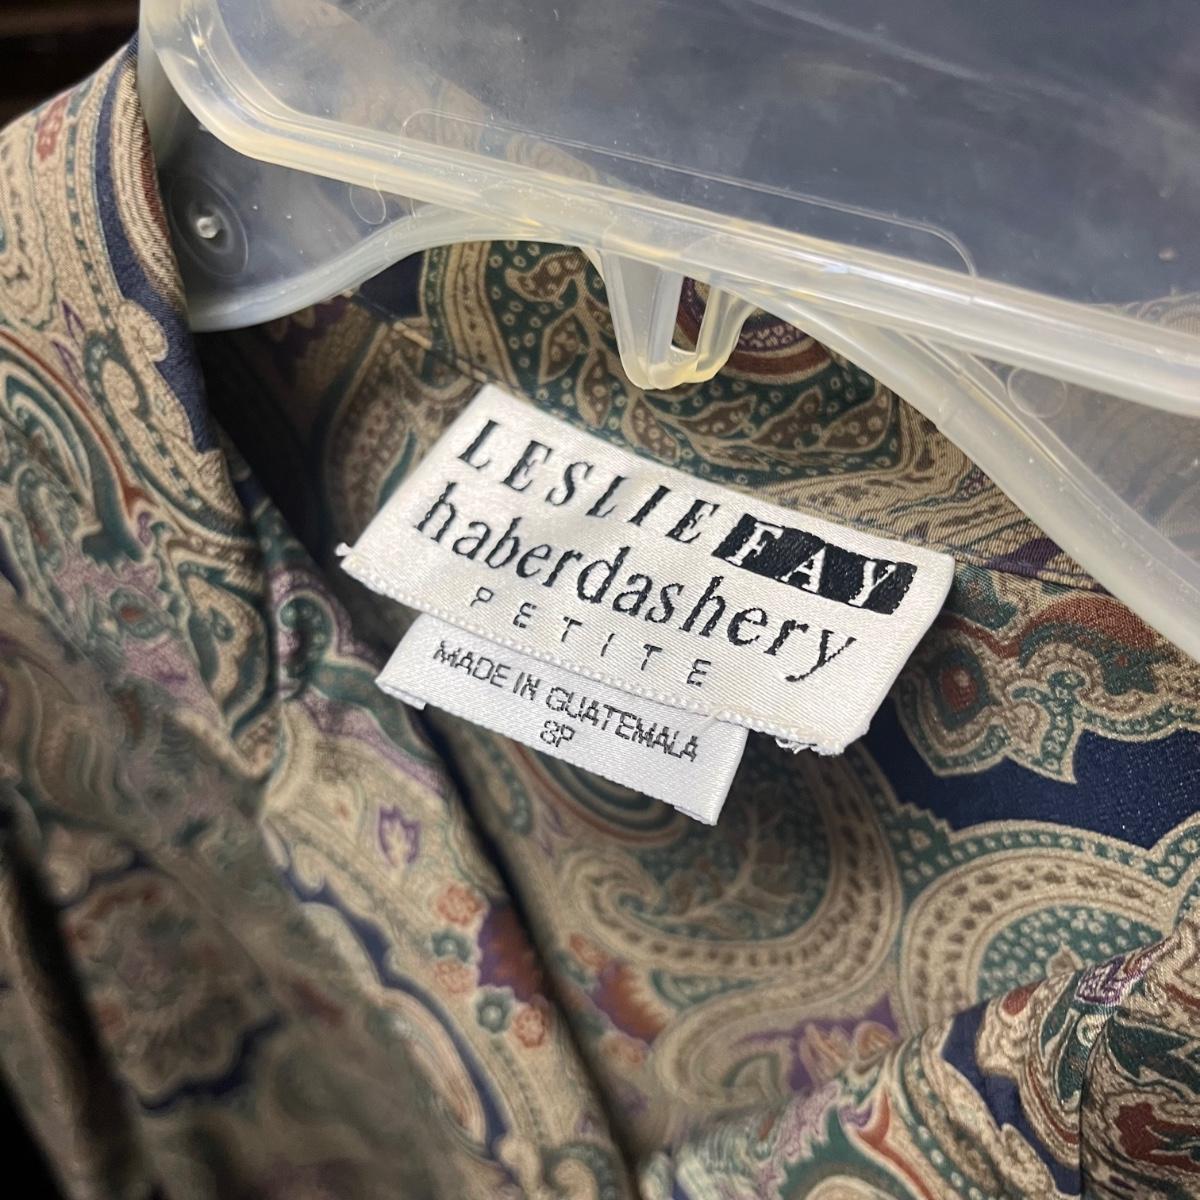 LESLIE FAY
haberdashery
PETITE
MADE IN GUATEMALA
8P